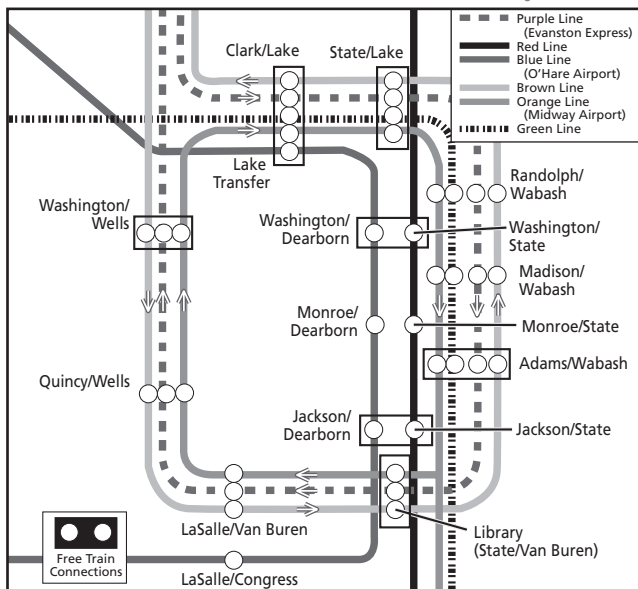 Clark/Lake
State/Lake
Purple Line
(Evanston Express)
Red Line
Blue Line
(O'Hare Airport)
Brown Line
Orange Line
(Midway Airport)
Green Line
Lake
Transfer
Randolph/
Wabash
Washington/
Wells
Washington/
Dearborn
Washington/
State
Madison/
Wabash
Monroe/
Dearborn
Monroe/State
Quincy/Wells
Adams/Wabash
Jackson/
Dearborn
Jackson/State
LaSalle/Van Buren
Library
(State/Van Buren)
Free Train
Connections
LaSalle/Congress